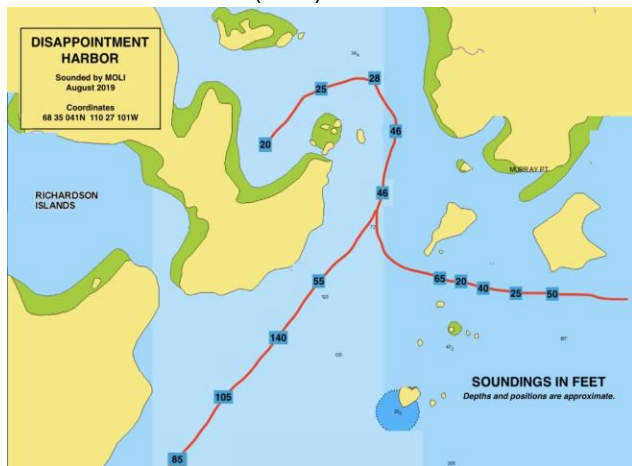 DISAPPOINTMENT
HARBOR
Sounded by MOLI
August 2019
Coordinates
68 35 041N 110 27 101W
28
25
46
20
MURRAY PT
RICHARDSON
ISLANDS
46
65
20
40
25
50
55
140
SOUNDINGS IN FEET
Depths and positions are approximate.
105
85